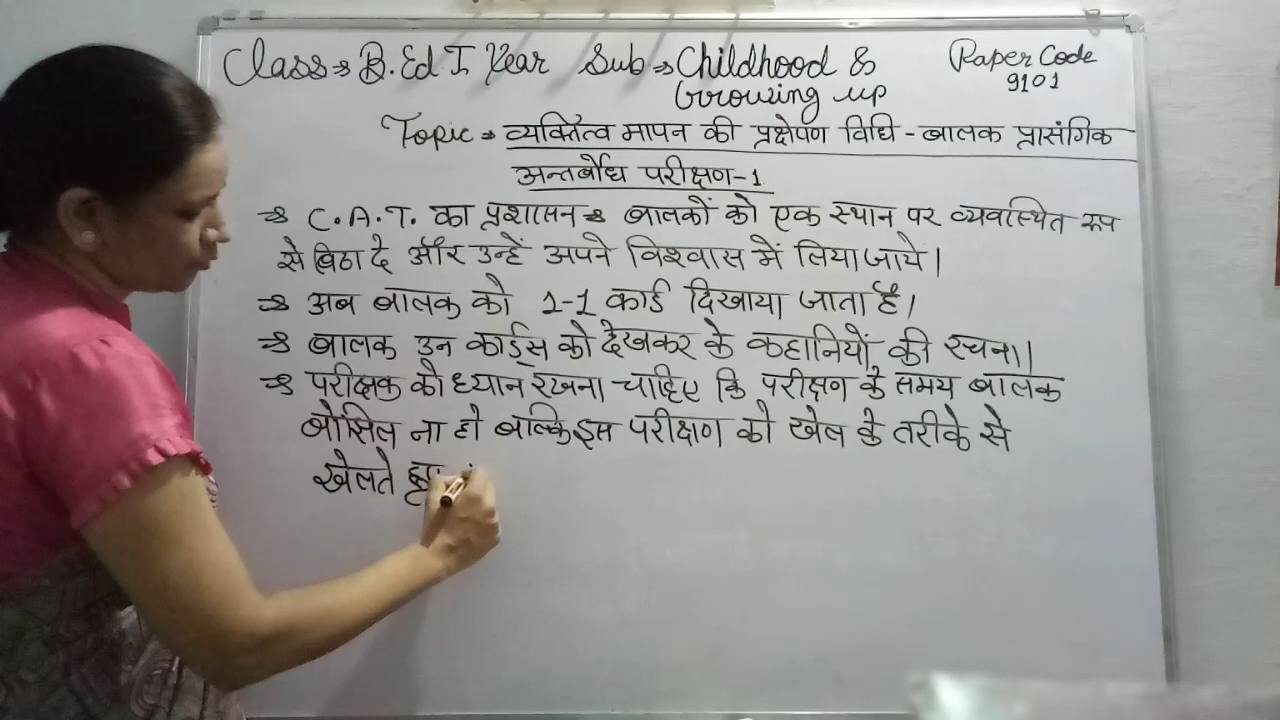 Class⇒ B.Ed I Year Sub⇒ Childhood & Growing up
Paper Code 9101
Topic⇒ व्यक्तित्व मापन की प्रक्षेपण विधि - बालक प्रासंगिक
अन्तर्बोध परीक्षण-1
⇒ C.A.T. का प्रशासन⇒ बालकों को एक स्थान पर व्यवस्थित रूप
से बिठा दे और उन्हें अपने विश्वास में लिया जाये।
⇒ अब बालक को 1-1 कार्ड दिखाया जाता है।
⇒ बालक उन कार्ड्स को देखकर के कहानियों की रचना।
⇒ परीक्षक को ध्यान रखना चाहिए कि परीक्षण के समय बालक
बोझिल ना हो बल्कि इस परीक्षण को खेल के तरीके से
खेलते